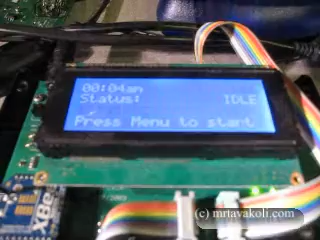 00:04am
Status: IDLE
Press Menu to start
XBee
(c) mrtavakoli.com